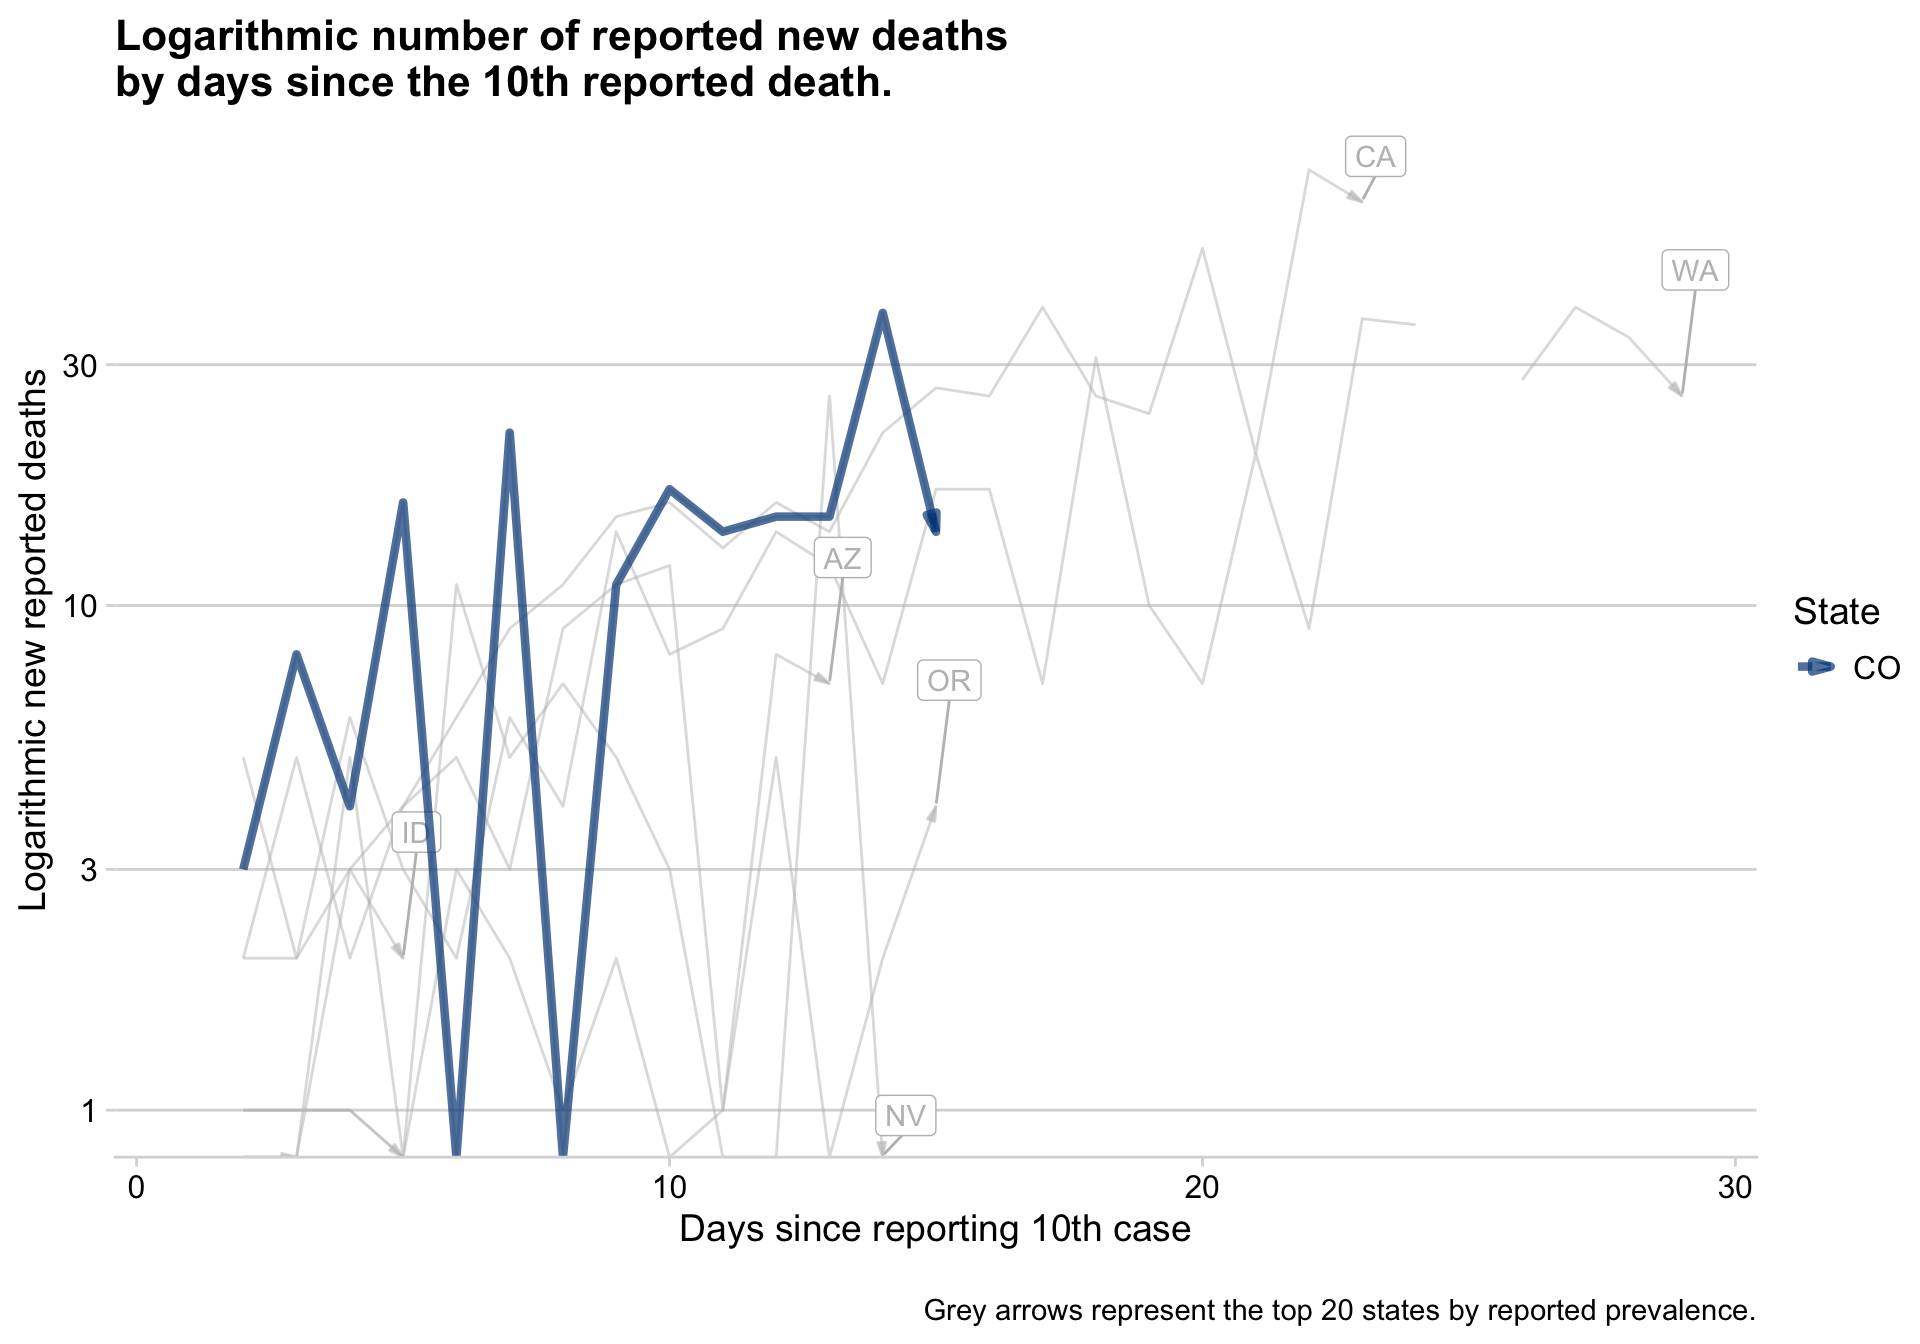 Logarithmic number of reported new deaths
by days since the 10th reported death.
CA
WA
30
AZ
10
OR
State
CO
ID
3
NV
1
0 10 20 30
Logarithmic new reported deaths
Days since reporting 10th case
Grey arrows represent the top 20 states by reported prevalence.